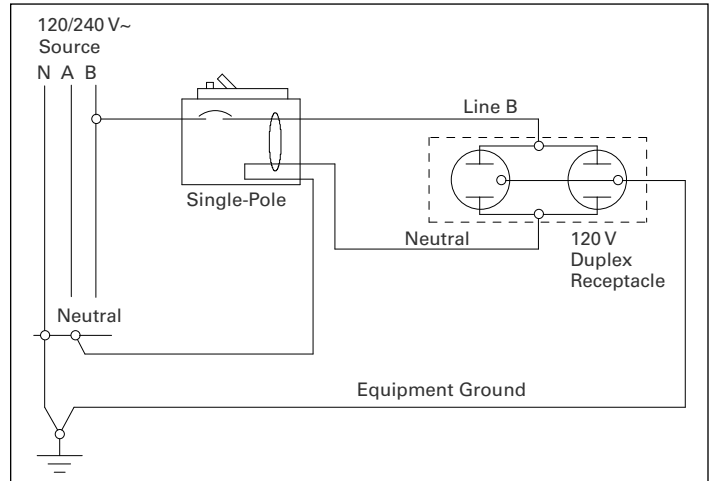 120/240 V~
Source
N A B
Line B
Single-Pole
Neutral
120 V
Duplex
Receptacle
Neutral
Equipment Ground